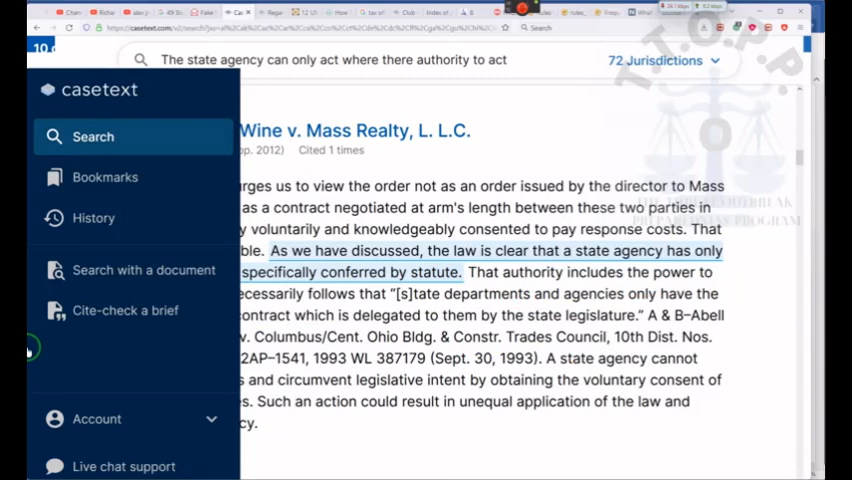 https://casetext.com
Search
The state agency can only act where there authority to act
72 Jurisdictions
casetext
Search
Bookmarks
History
Search with a document
Cite-check a brief
Account
Live chat support
Wine v. Mass Realty, L. L.C.
pp. 2012) Cited 1 times
urges us to view the order not as an order issued by the director to Mass
as a contract negotiated at arm's length between these two parties in
y voluntarily and knowledgeably consented to pay response costs. That
ble. As we have discussed, the law is clear that a state agency has only
specifically conferred by statute. That authority includes the power to
ecessarily follows that “[s]tate departments and agencies only have the
ontract which is delegated to them by the state legislature.” A & B–Abell
v. Columbus/Cent. Ohio Bldg. & Constr. Trades Council, 10th Dist. Nos.
2AP–1541, 1993 WL 387179 (Sept. 30, 1993). A state agency cannot
s and circumvent legislative intent by obtaining the voluntary consent of
es. Such an action could result in unequal application of the law and
cy.
T.T.O.P.P.
PREPAREDNESS PROGRAM